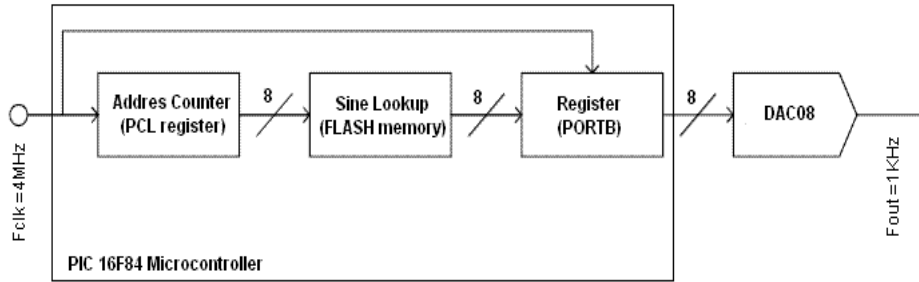 Addres Counter
(PCL register)
8
Sine Lookup
(FLASH memory)
8
Register
(PORTB)
8
DAC08
Fclk=4MHz
Fout=1KHz
PIC 16F84 Microcontroller